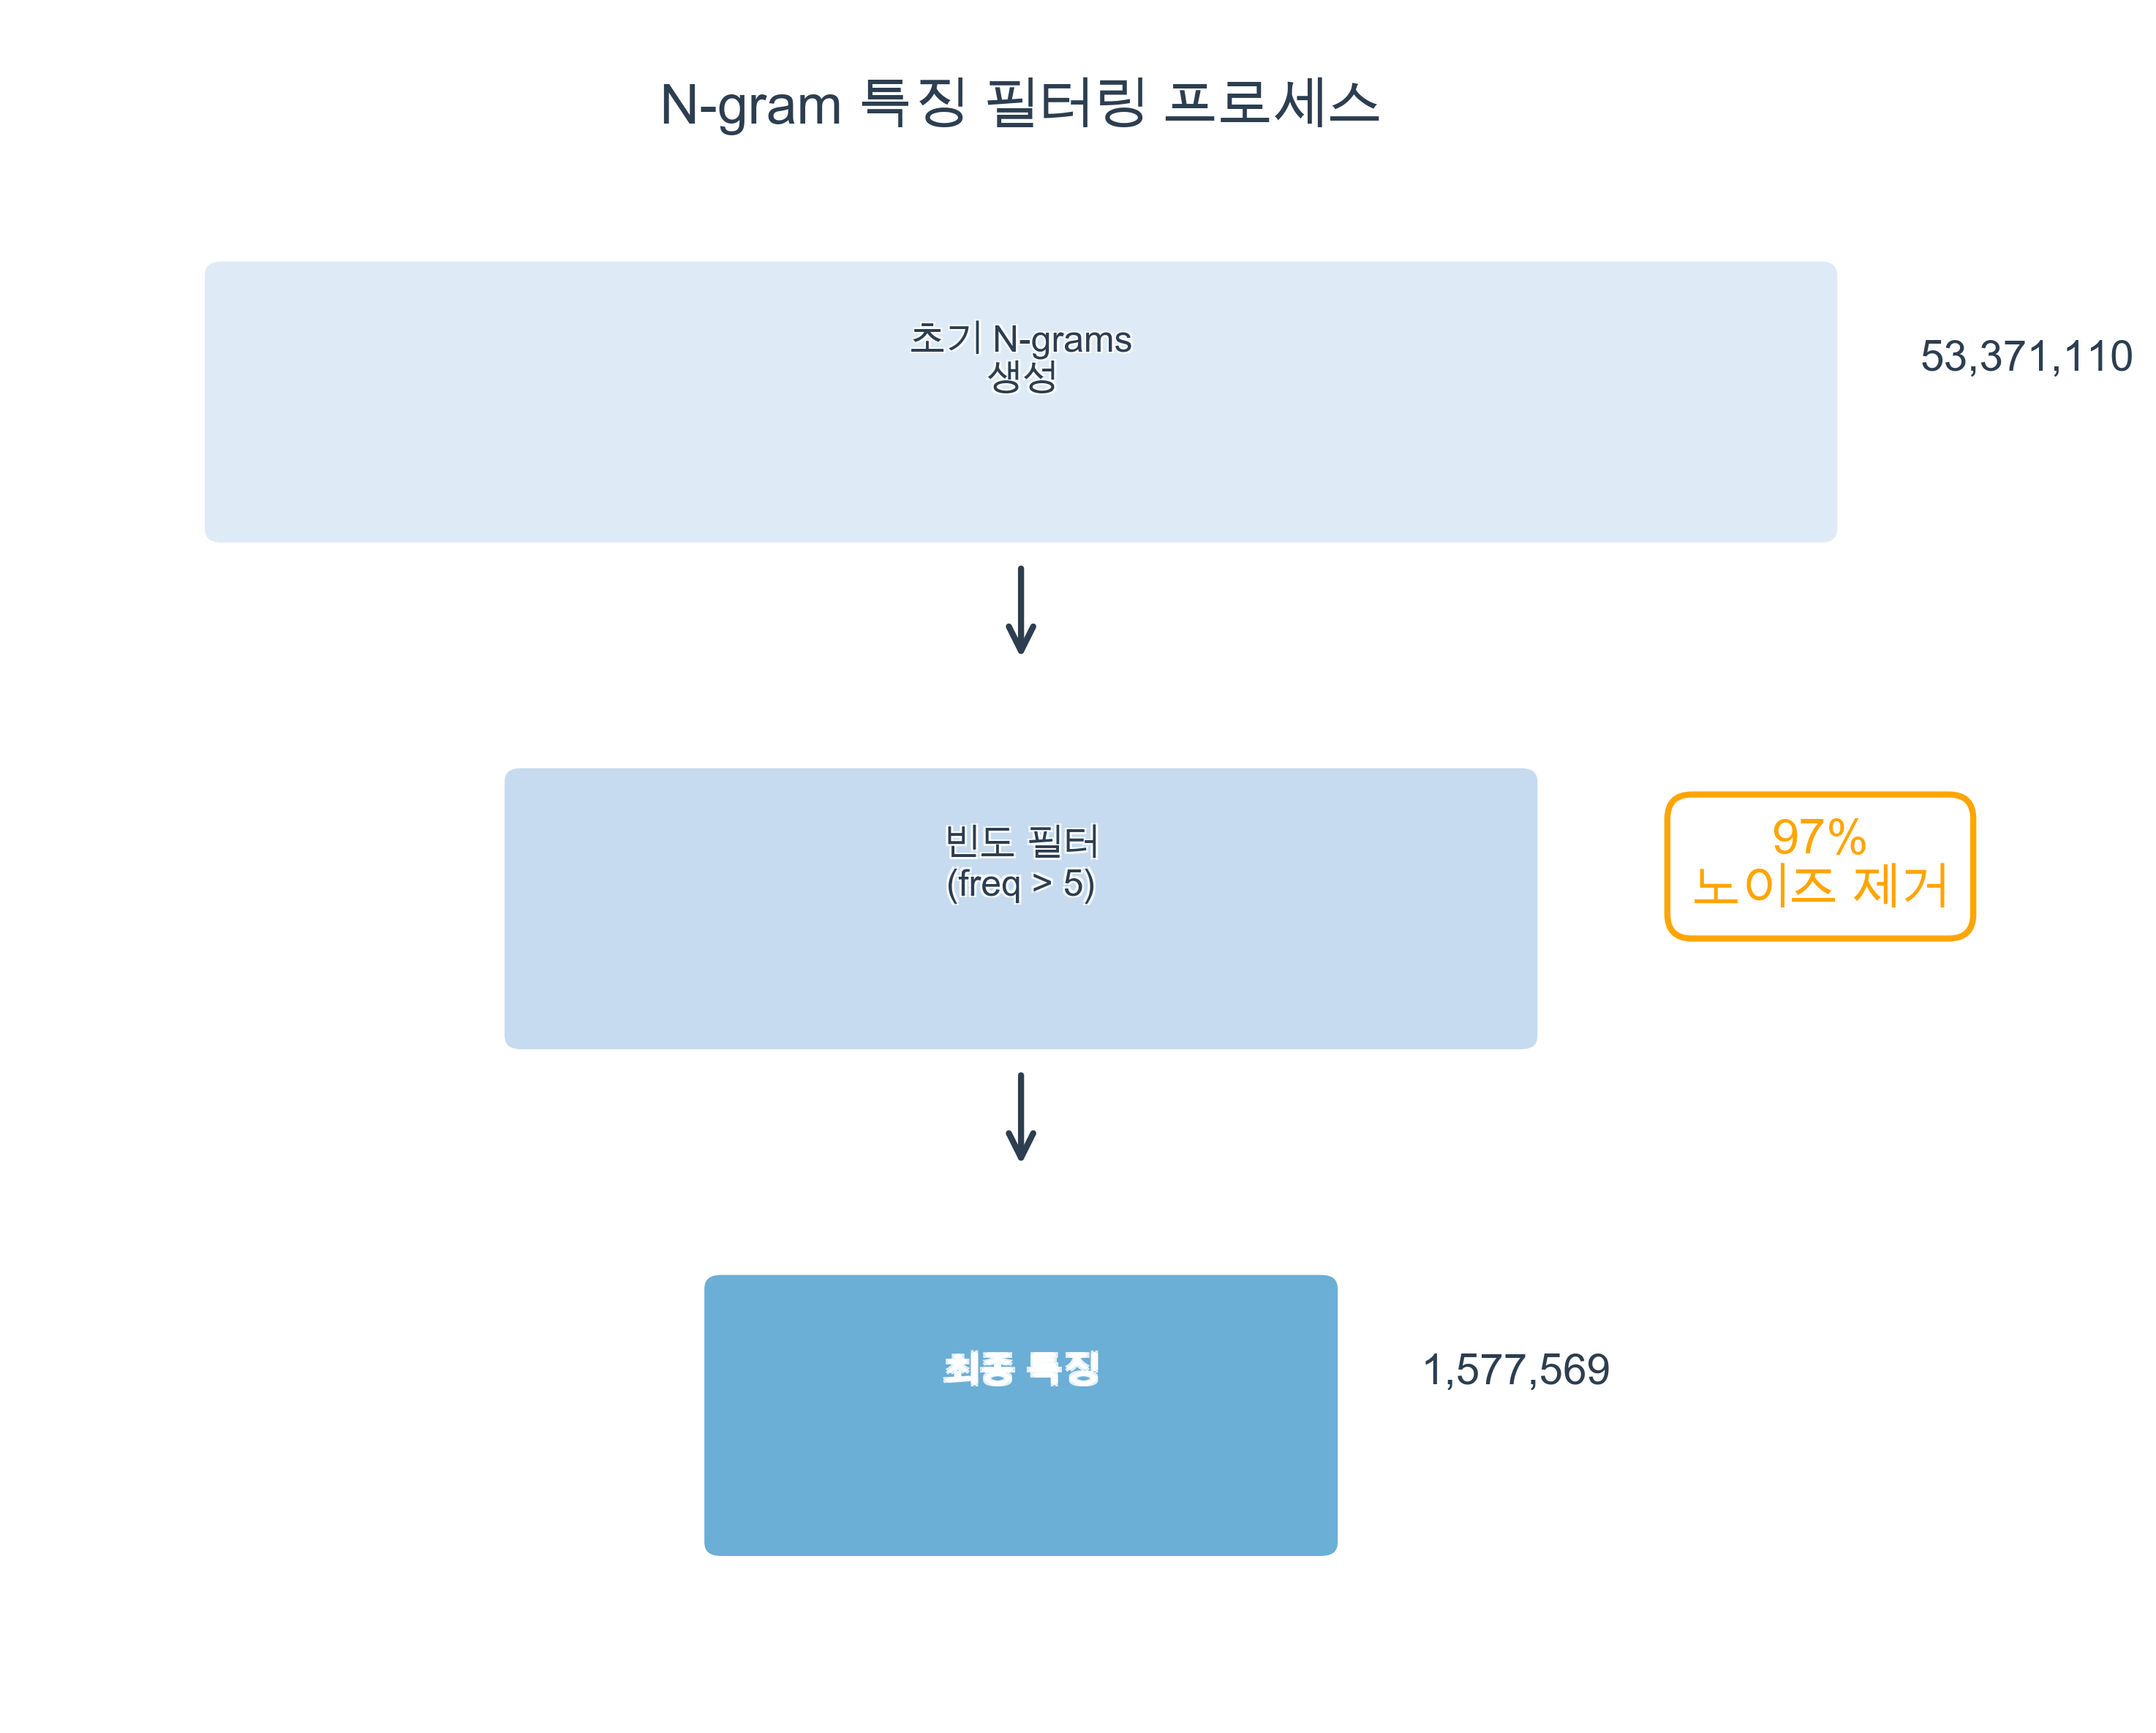 N-gram 특징 필터링 프로세스
초기 N-grams
생성
53,371,110
빈도 필터
(freq > 5)
97%
노이즈 제거
최종 특징
1,577,569